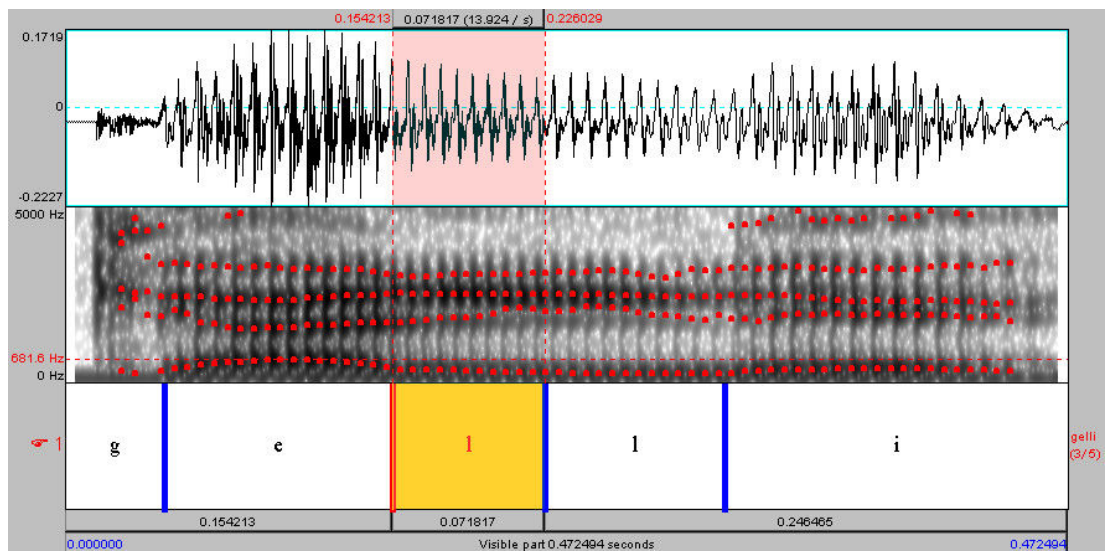 0.154213 0.071817 (13.924 / s) 0.226029
0.1719
0
-0.2227
5000 Hz
681.6 Hz
0 Hz
1 g e l l i gelli
(3/5)
0.154213 0.071817 0.246465
0.000000 Visible part 0.472494 seconds 0.472494